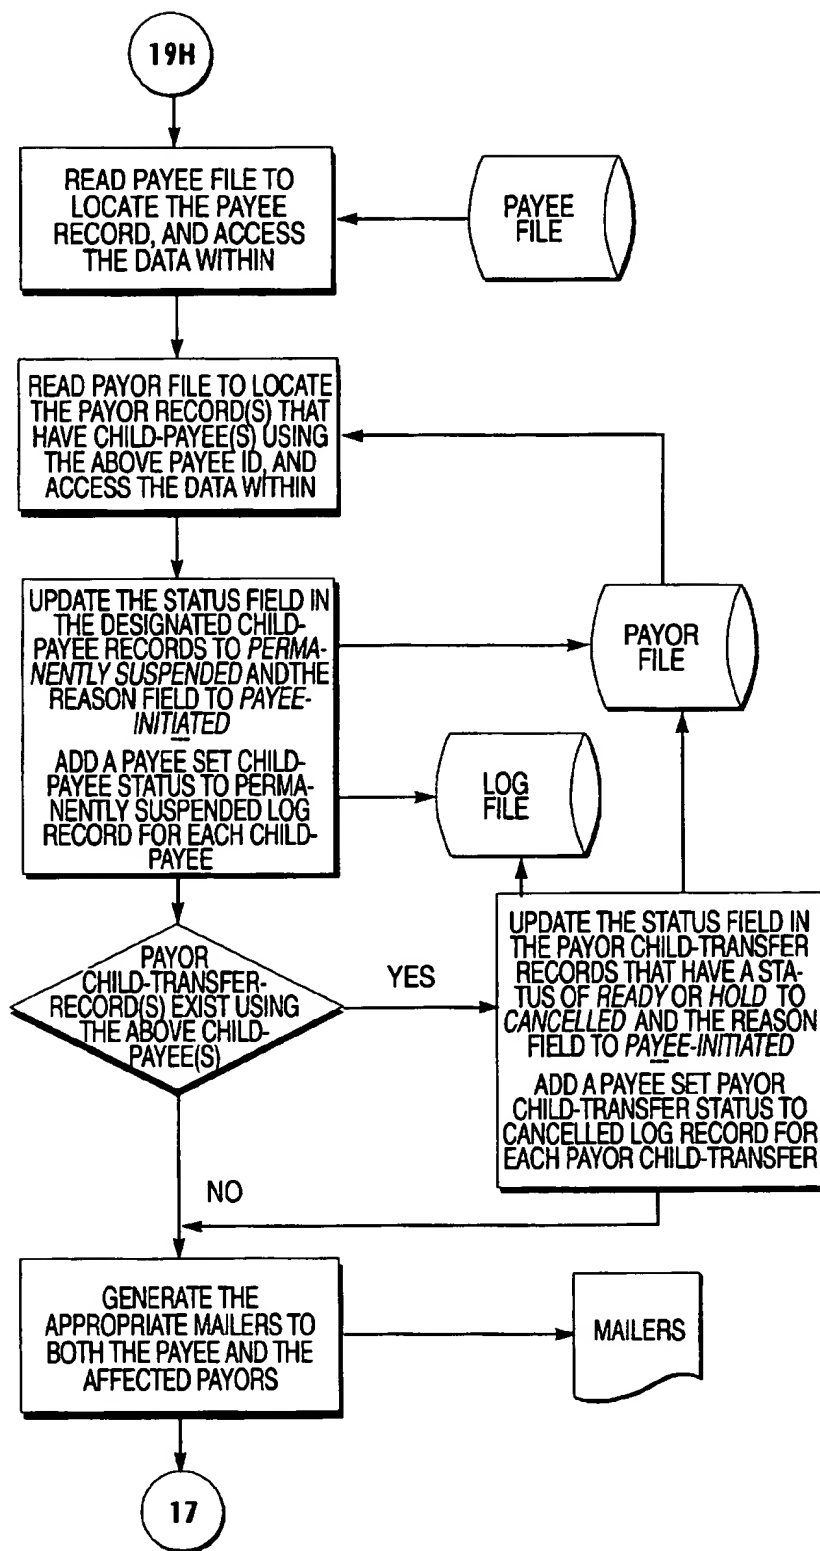 19H
READ PAYEE FILE TO
LOCATE THE PAYEE
RECORD, AND ACCESS
THE DATA WITHIN
PAYEE
FILE
READ PAYOR FILE TO LOCATE
THE PAYOR RECORD(S) THAT
HAVE CHILD-PAYEE(S) USING
THE ABOVE PAYEE ID, AND
ACCESS THE DATA WITHIN
UPDATE THE STATUS FIELD IN
THE DESIGNATED CHILD-
PAYEE RECORDS TO PERMA-
NENTLY SUSPENDED ANDTHE
REASON FIELD TO PAYEE-
INITIATED
ADD A PAYEE SET CHILD-
PAYEE STATUS TO PERMA-
NENTLY SUSPENDED LOG
RECORD FOR EACH CHILD-
PAYEE
PAYOR
FILE
LOG
FILE
PAYOR
CHILD-TRANSFER-
RECORD(S) EXIST USING
THE ABOVE CHILD-
PAYEE(S)
YES
UPDATE THE STATUS FIELD IN
THE PAYOR CHILD-TRANSFER
RECORDS THAT HAVE A STA-
TUS OF READY OR HOLD TO
CANCELLED AND THE REASON
FIELD TO PAYEE-INITIATED
ADD A PAYEE SET PAYOR
CHILD-TRANSFER STATUS TO
CANCELLED LOG RECORD FOR
EACH PAYOR CHILD-TRANSFER
NO
GENERATE THE
APPROPRIATE MAILERS TO
BOTH THE PAYEE AND THE
AFFECTED PAYORS
MAILERS
17